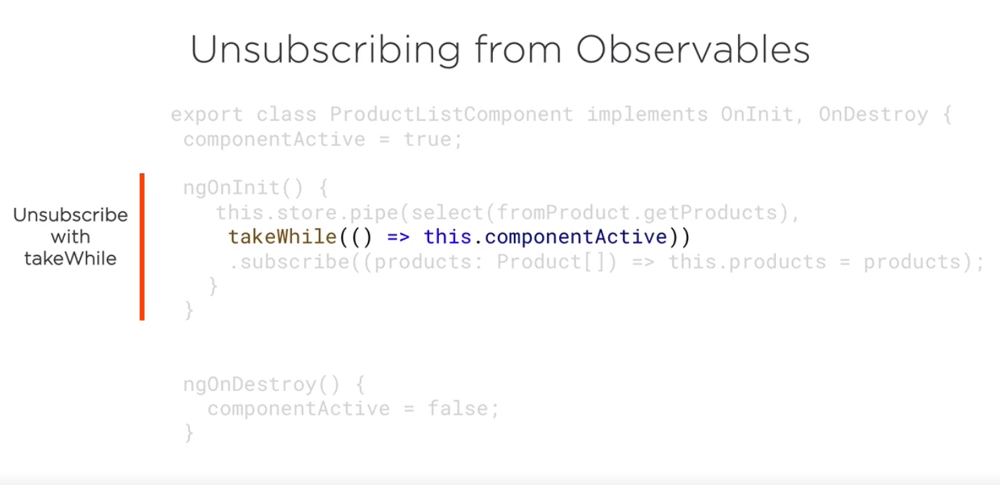 Unsubscribing from Observables
export class ProductListComponent implements OnInit, OnDestroy {
componentActive = true;
Unsubscribe
with
takeWhile
ngOnInit() {
this.store.pipe(select(fromProduct.getProducts),
takeWhile(() => this.componentActive))
.subscribe((products: Product[]) => this.products = products);
}
}
ngOnDestroy() {
componentActive = false;
}